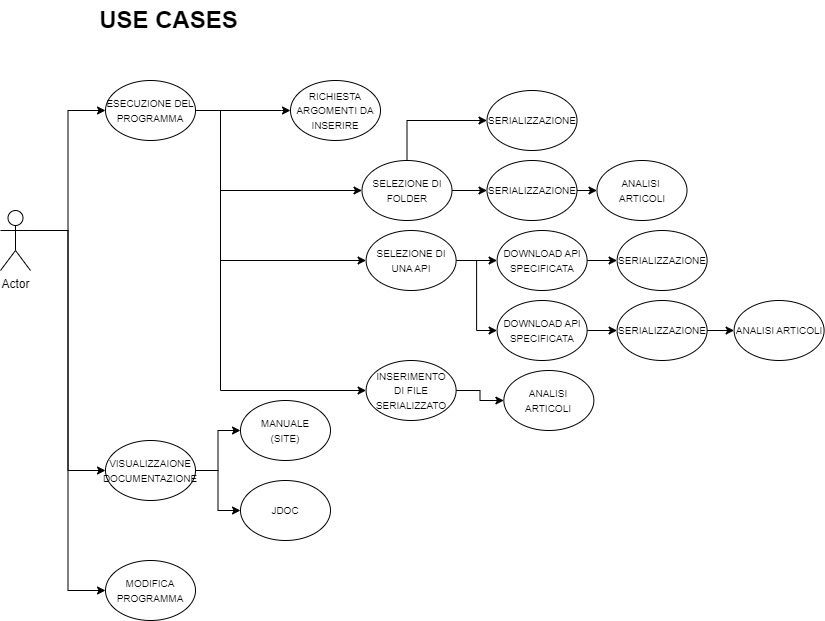 USE CASES
ESECUZIONE DEL
PROGRAMMA
RICHIESTA
ARGOMENTI DA
INSERIRE
SERIALIZZAZIONE
SELEZIONE DI
FOLDER
SERIALIZZAZIONE
ANALISI
ARTICOLI
Actor
SELEZIONE DI
UNA API
DOWNLOAD API
SPECIFICATA
SERIALIZZAZIONE
DOWNLOAD API
SPECIFICATA
SERIALIZZAZIONE
ANALISI ARTICOLI
INSERIMENTO
DI FILE
SERIALIZZATO
ANALISI
ARTICOLI
MANUALE
(SITE)
VISUALIZZAIONE
DOCUMENTAZIONE
JDOC
MODIFICA
PROGRAMMA